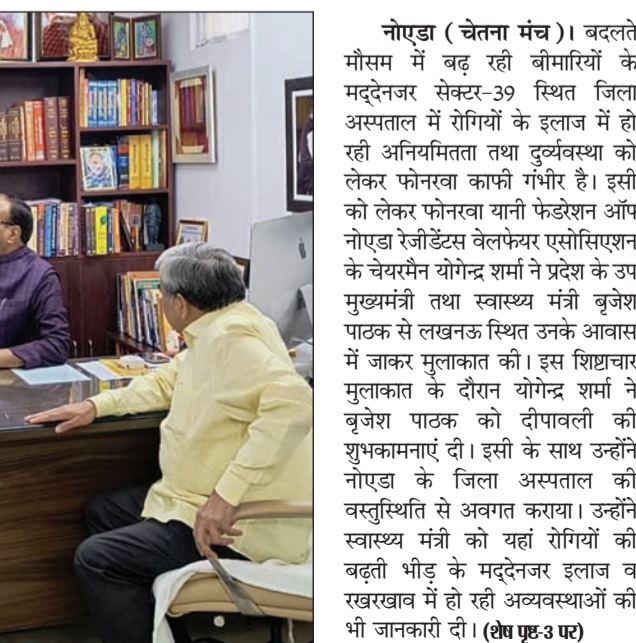 नोएडा ( चेतना मंच )। बदलते
मौसम में बढ़ रही बीमारियों के
मद्देनजर सेक्टर-39 स्थित जिला
अस्पताल में रोगियों के इलाज में हो
रही अनियमितता तथा दुर्व्यवस्था को
लेकर फोनरवा काफी गंभीर है। इसी
को लेकर फोनरवा यानी फेडरेशन ऑफ
नोएडा रेजीडेंटस वेलफेयर एसोसिएशन
के चेयरमैन योगेन्द्र शर्मा ने प्रदेश के उप
मुख्यमंत्री तथा स्वास्थ्य मंत्री बृजेश
पाठक से लखनऊ स्थित उनके आवास
में जाकर मुलाकात की। इस शिष्टाचार
मुलाकात के दौरान योगेन्द्र शर्मा ने
बृजेश पाठक को दीपावली की
शुभकामनाएं दी। इसी के साथ उन्होंने
नोएडा के जिला अस्पताल की
वस्तुस्थिति से अवगत कराया। उन्होंने
स्वास्थ्य मंत्री को यहां रोगियों की
बढ़ती भीड़ के मद्देनजर इलाज व
रखरखाव में हो रही अव्यवस्थाओं की
भी जानकारी दी। (शेष पृष्ठ-3 पर)